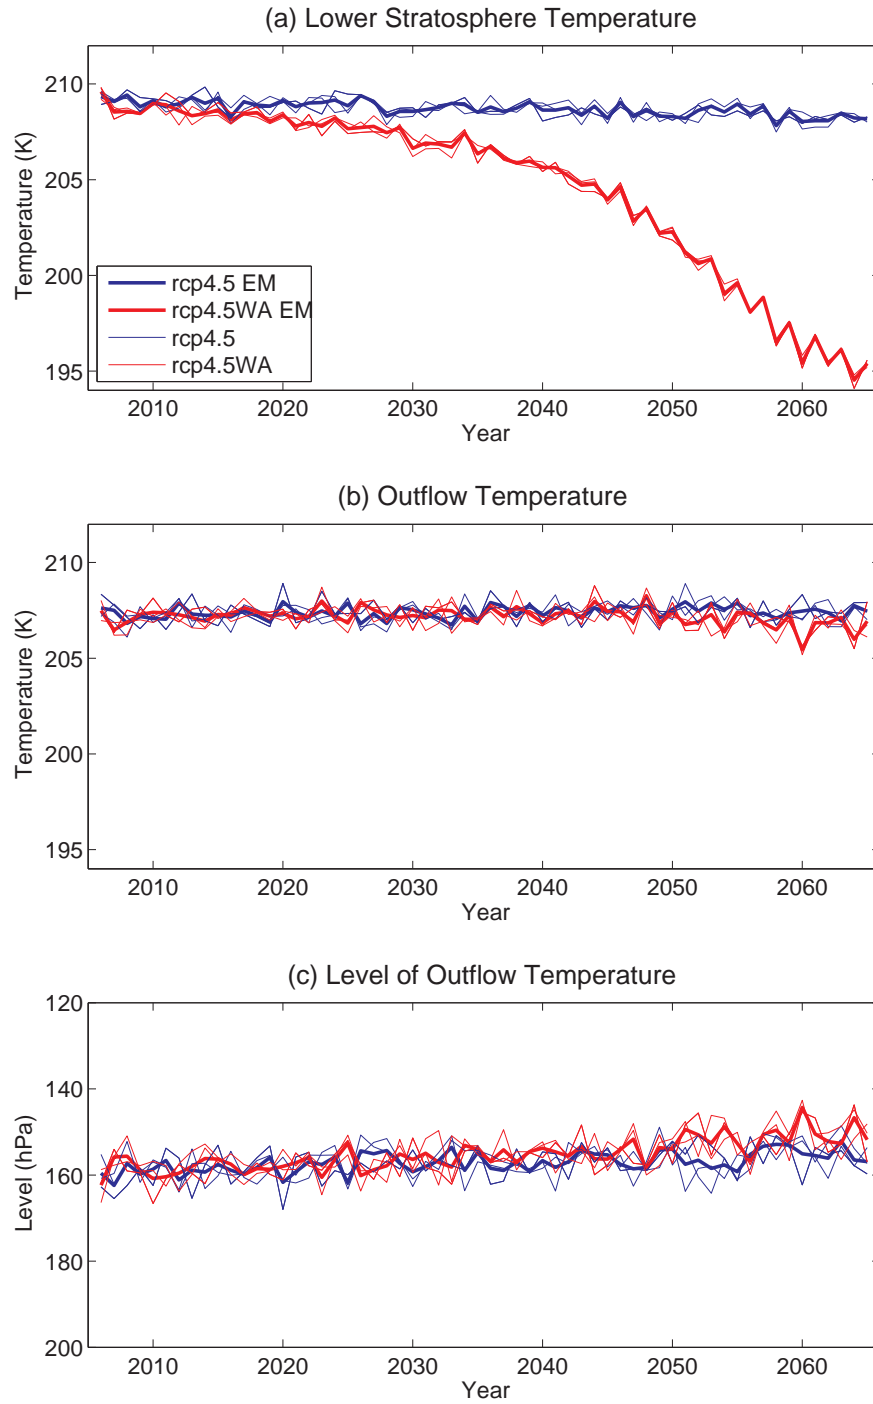 (a) Lower Stratosphere Temperature
210
205
200
195
Temperature (K)
rcp4.5 EM
rcp4.5WA EM
rcp4.5
rcp4.5WA
2010 2020 2030 2040 2050 2060
Year
(b) Outflow Temperature
210
205
200
195
Temperature (K)
2010 2020 2030 2040 2050 2060
Year
(c) Level of Outflow Temperature
120
140
160
180
200
Level (hPa)
2010 2020 2030 2040 2050 2060
Year